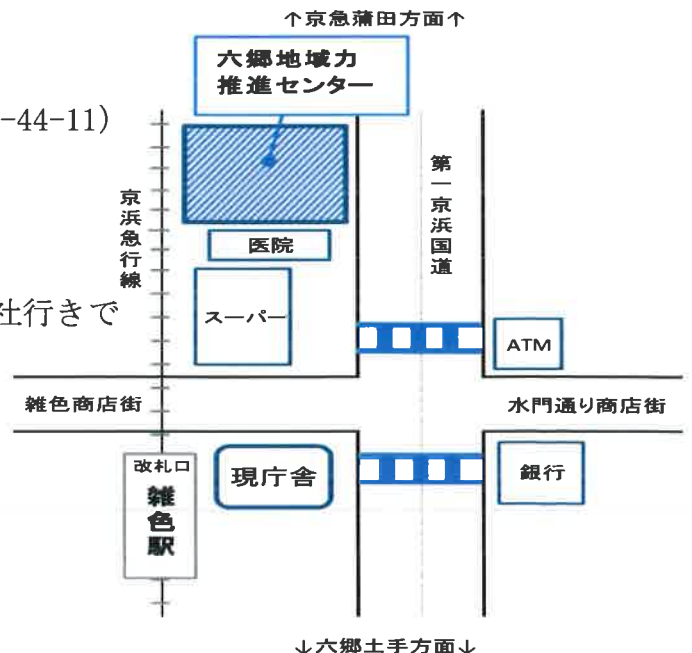 ↑京急蒲田方面↑
六郷地域力
推進センター
-44-11)
第一京浜国道
京浜急行線
医院
社行きで
スーパー
ATM
雑色商店街
水門通り商店街
改札口
雑色駅
現庁舎
銀行
↓六郷土手方面↓